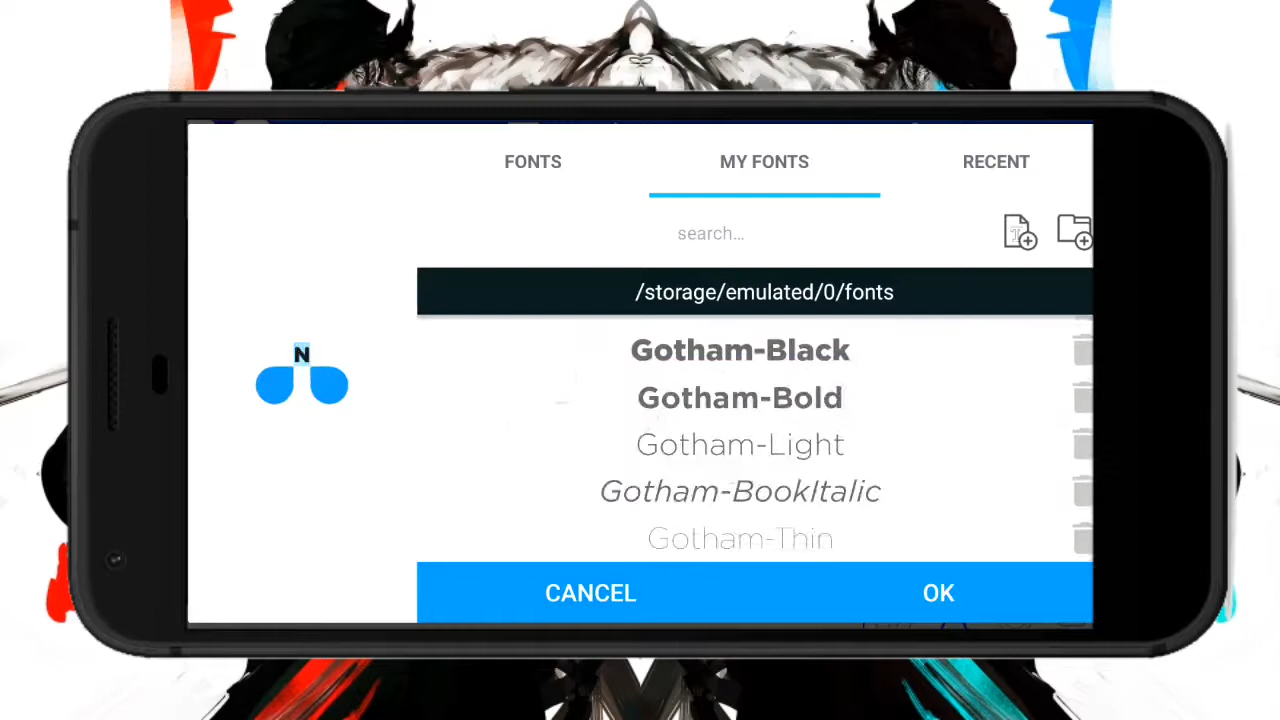 FONTS MY FONTS RECENT
search...
/storage/emulated/0/fonts
N
Gotham-Black
Gotham-Bold
Gotham-Light
Gotham-BookItalic
Gotham-Thin
CANCEL OK